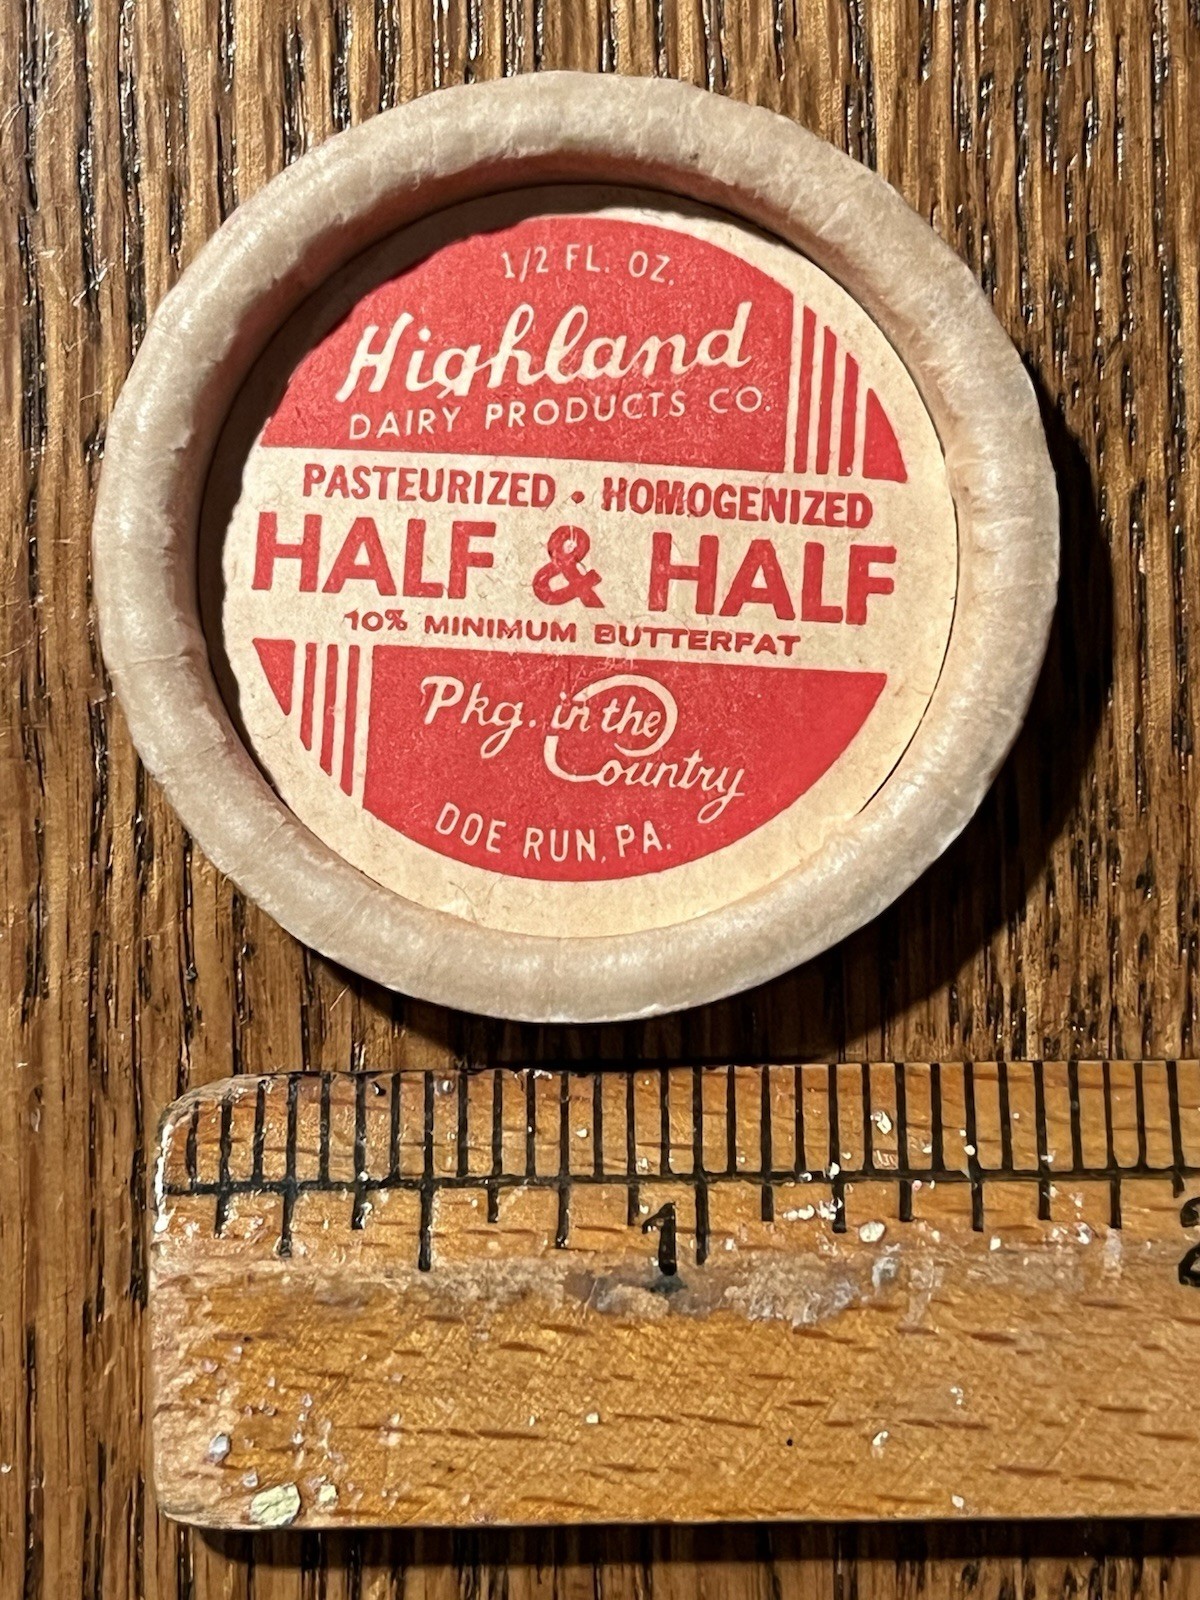 1/2 FL. OZ.
Highland
DAIRY PRODUCTS CO.
PASTEURIZED • HOMOGENIZED
HALF & HALF
10% MINIMUM BUTTERFAT
Pkg. in the
Country
DOE RUN, PA.
1 2